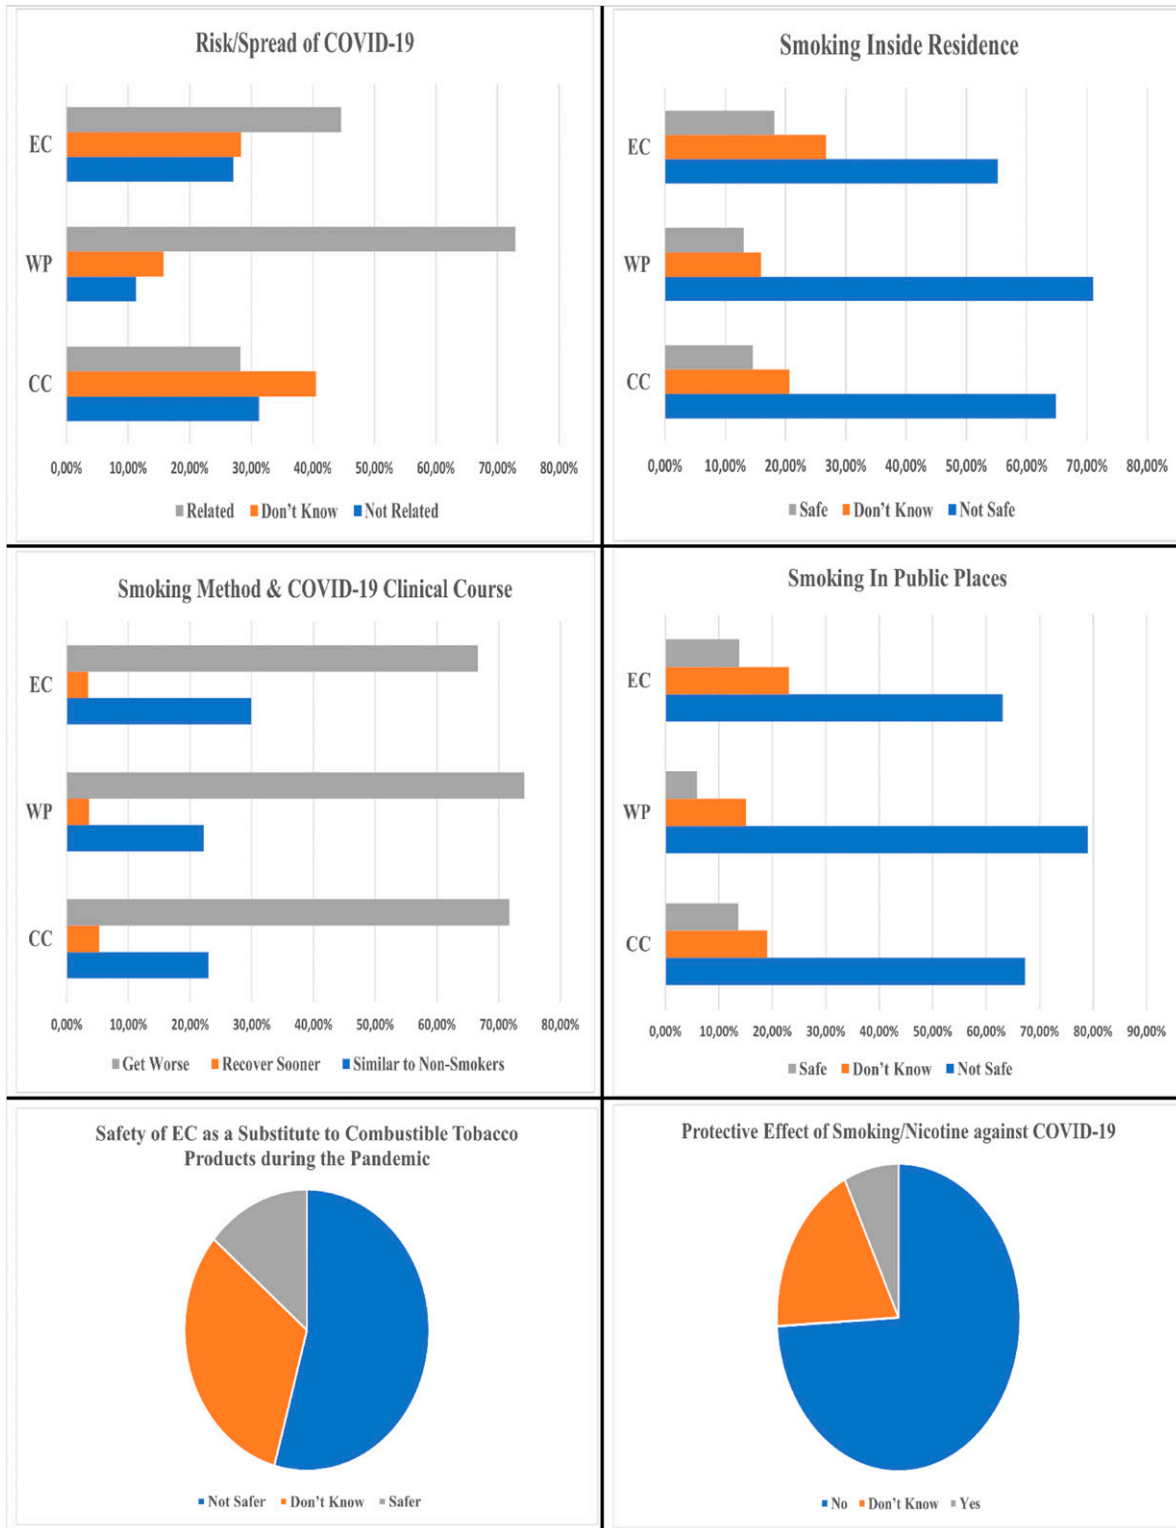 Risk/Spread of COVID-19
EC
WP
CC
0,00% 10,00% 20,00% 30,00% 40,00% 50,00% 60,00% 70,00% 80,00%
Related Don't Know Not Related
Smoking Inside Residence
EC
WP
CC
0,00% 10,00% 20,00% 30,00% 40,00% 50,00% 60,00% 70,00% 80,00%
Safe Don't Know Not Safe
Smoking Method & COVID-19 Clinical Course
EC
WP
CC
0,00% 10,00% 20,00% 30,00% 40,00% 50,00% 60,00% 70,00% 80,00%
Get Worse Recover Sooner Similar to Non-Smokers
Smoking In Public Places
EC
WP
CC
0,00% 10,00% 20,00% 30,00% 40,00% 50,00% 60,00% 70,00% 80,00% 90,00%
Safe Don't Know Not Safe
Safety of EC as a Substitute to Combustible Tobacco
Products during the Pandemic
Not Safer Don't Know Safer
Protective Effect of Smoking/Nicotine against COVID-19
No Don't Know Yes